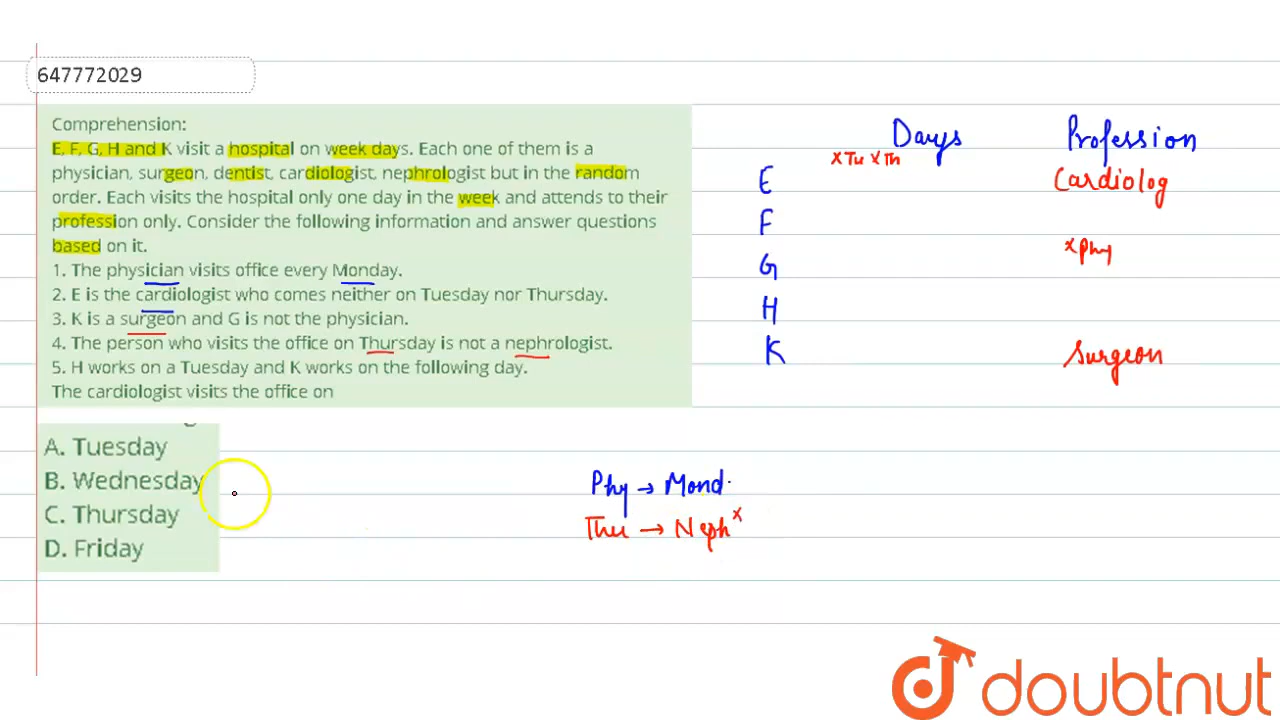 647772029
Comprehension:
E, F, G, H and K visit a hospital on week days. Each one of them is a
physician, surgeon, dentist, cardiologist, nephrologist but in the random
order. Each visits the hospital only one day in the week and attends to their
profession only. Consider the following information and answer questions
based on it.
1. The physician visits office every Monday.
2. E is the cardiologist who comes neither on Tuesday nor Thursday.
3. K is a surgeon and G is not the physician.
4. The person who visits the office on Thursday is not a nephrologist.
5. H works on a Tuesday and K works on the following day.
The cardiologist visits the office on
A. Tuesday
B. Wednesday
C. Thursday
D. Friday
Days Profession
xTu xTh
E Cardiolog
F
G xPhy
H
K Surgeon
Phy → Mond.
Thu → Neph x
doubtnut